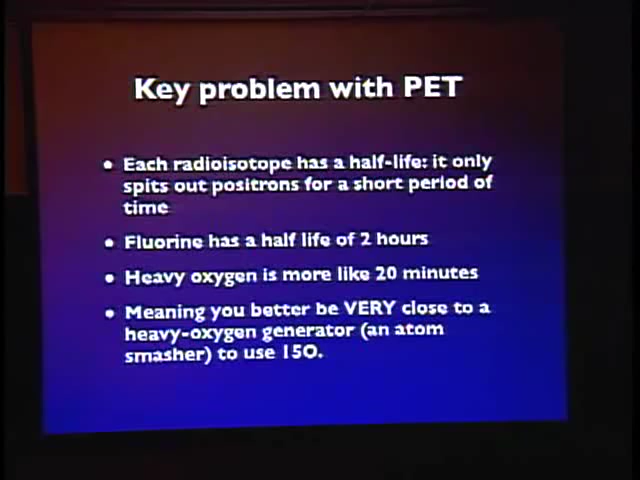 Key problem with PET
• Each radioisotope has a half-life: it only
spits out positrons for a short period of
time
• Fluorine has a half life of 2 hours
• Heavy oxygen is more like 20 minutes
• Meaning you better be VERY close to a
heavy-oxygen generator (an atom
smasher) to use 15O.